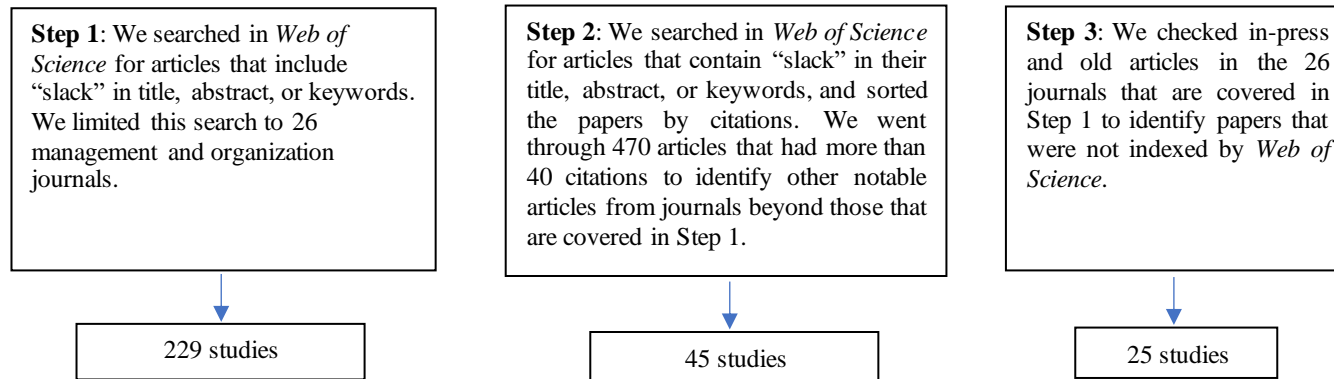 Step 1: We searched in Web of
Science for articles that include
“slack” in title, abstract, or keywords.
We limited this search to 26
management and organization
journals.
229 studies
Step 2: We searched in Web of Science
for articles that contain “slack” in their
title, abstract, or keywords, and sorted
the papers by citations. We went
through 470 articles that had more than
40 citations to identify other notable
articles from journals beyond those that
are covered in Step 1.
45 studies
Step 3: We checked in-press
and old articles in the 26
journals that are covered in
Step 1 to identify papers that
were not indexed by Web of
Science.
25 studies